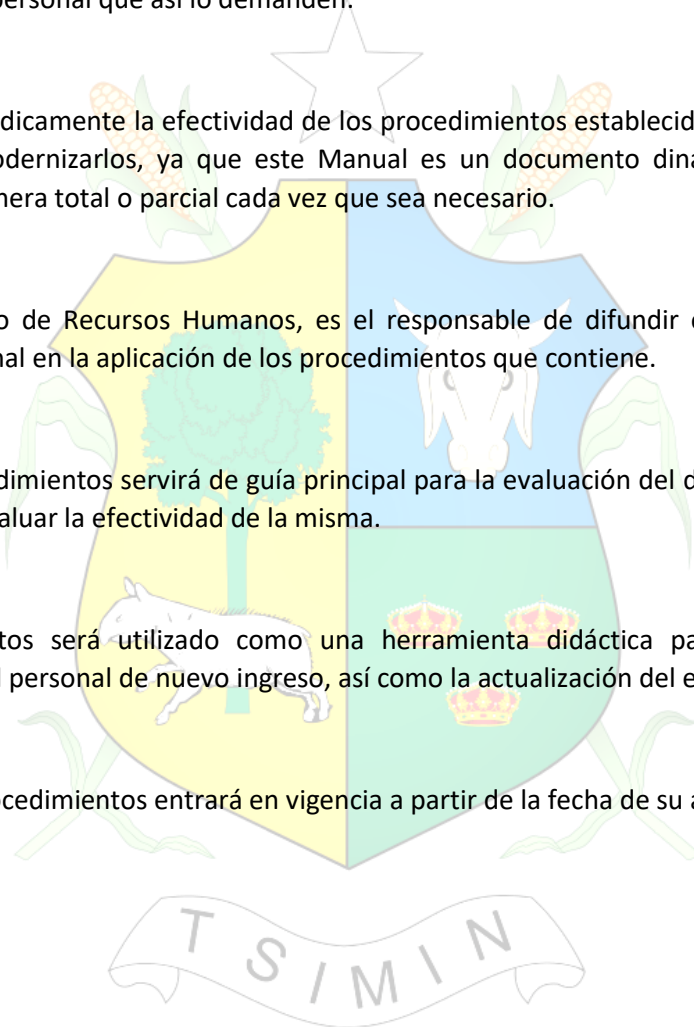 personal que así lo demanden.
dicamente la efectividad de los procedimientos establecid
odernizarlos, ya que este Manual es un documento diná
nera total o parcial cada vez que sea necesario.
o de Recursos Humanos, es el responsable de difundir
nal en la aplicación de los procedimientos que contiene.
dimientos servirá de guía principal para la evaluación del d
aluar la efectividad de la misma.
tos será utilizado como una herramienta didáctica pa
l personal de nuevo ingreso, así como la actualización del e
ocedimientos entrará en vigencia a partir de la fecha de su a
TSIMIN